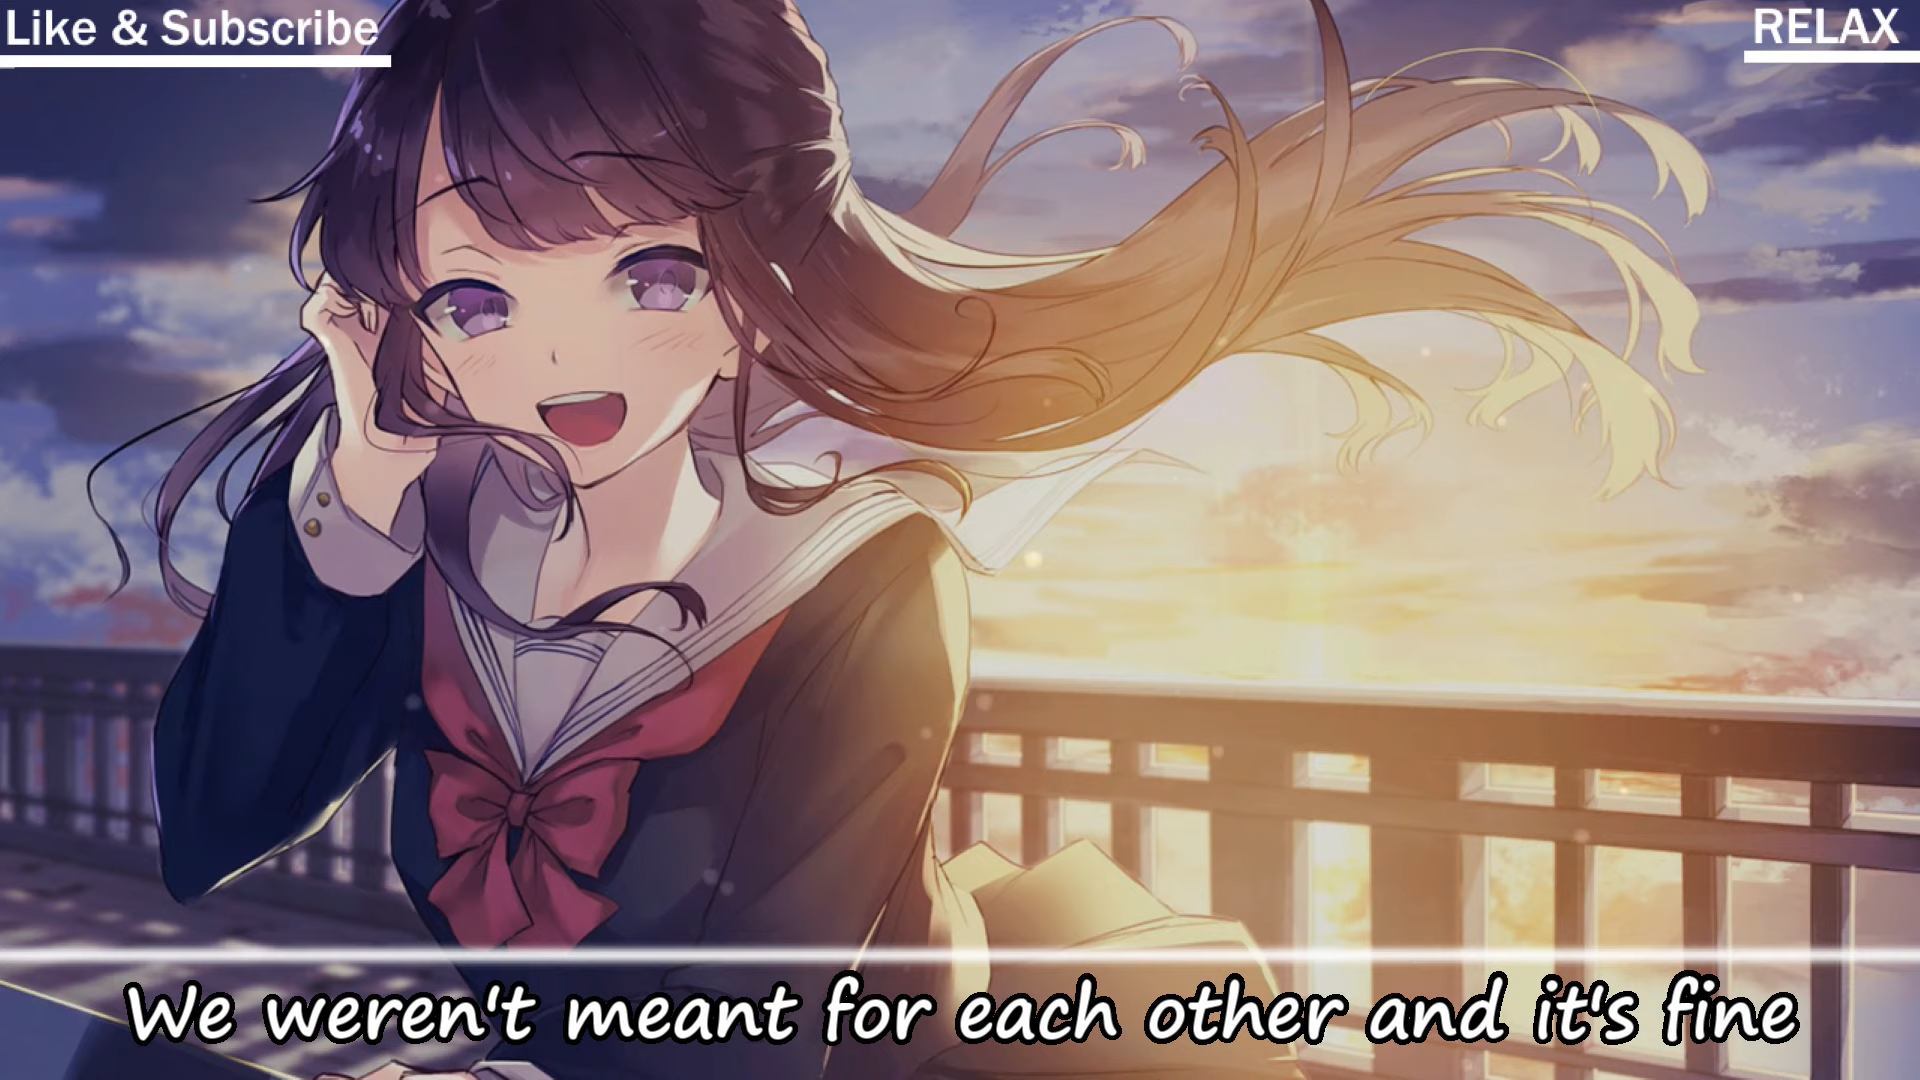 Like & Subscribe
RELAX
We weren't meant for each other and it's fine